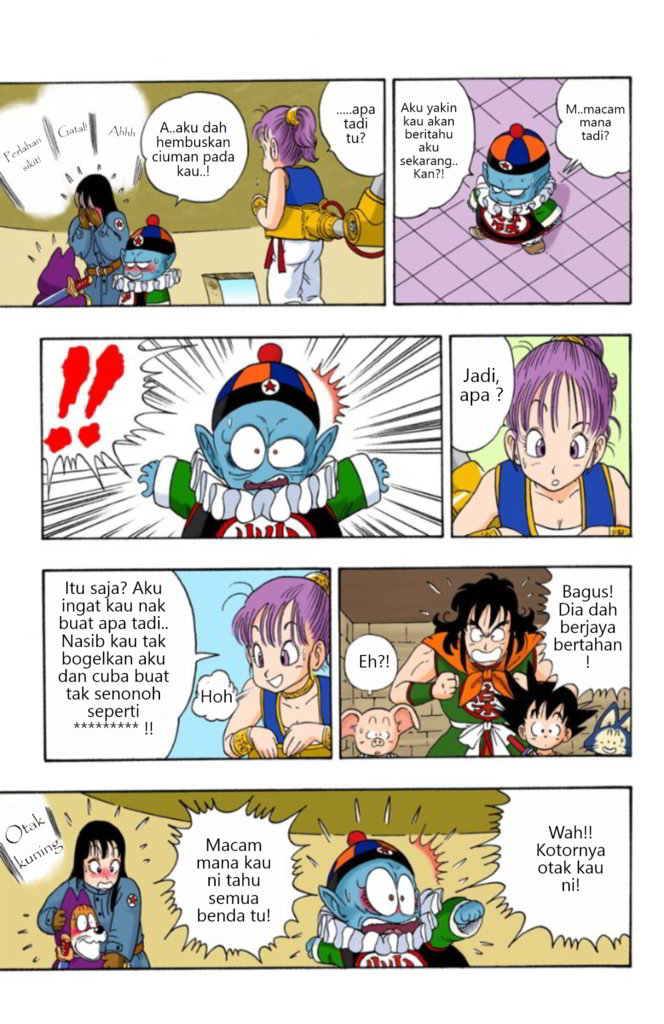 M..macam
mana
tadi?
Aku yakin
kau akan
beritahu
aku
sekarang..
Kan?!
.....apa
tadi
tu?
A..aku dah
hembuskan
ciuman pada
kau..!
Ahhh
Gatal!
Perlahan
sikit!
Jadi,
apa ?
!!
Bagus!
Dia dah
berjaya
bertahan
!
Eh?!
Itu saja? Aku
ingat kau nak
buat apa tadi..
Nasib kau tak
bogelkan aku
dan cuba buat
tak senonoh
seperti
********* !!
Hoh
Wah!!
Kotornya
otak kau
ni!
Macam
mana kau
ni tahu
semua
benda tu!
Otak
kuning